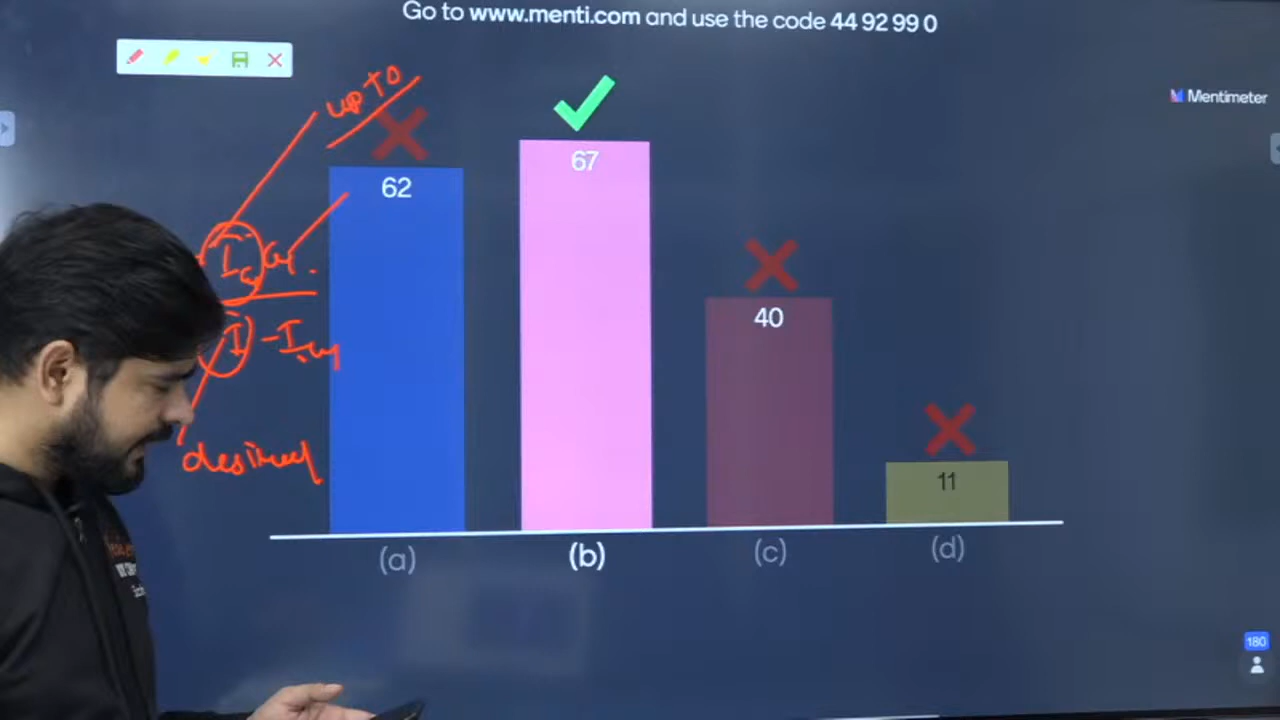 Go to www.menti.com and use the code 44 92 99 0
Mentimeter
up to
62
67
40
11
desired
(a)
(b)
(c)
(d)
180